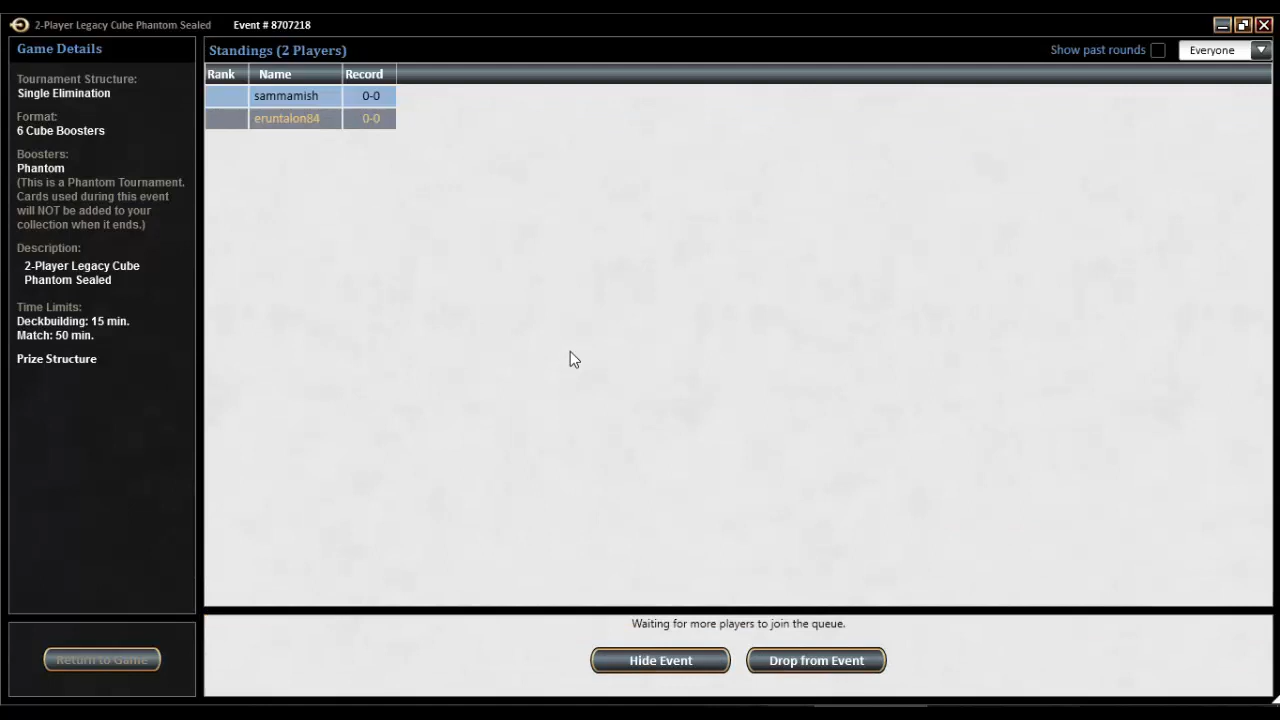 2-Player Legacy Cube Phantom Sealed Event # 8707218
Game Details
Tournament Structure:
Single Elimination
Format:
6 Cube Boosters
Boosters:
Phantom
(This is a Phantom Tournament.
Cards used during this event
will NOT be added to your
collection when it ends.)
Description:
2-Player Legacy Cube
Phantom Sealed
Time Limits:
Deckbuilding: 15 min.
Match: 50 min.
Prize Structure
Return to Game
Standings (2 Players) Show past rounds Everyone
Rank Name Record
sammamish 0-0
eruntalon84 0-0
Waiting for more players to join the queue.
Hide Event Drop from Event